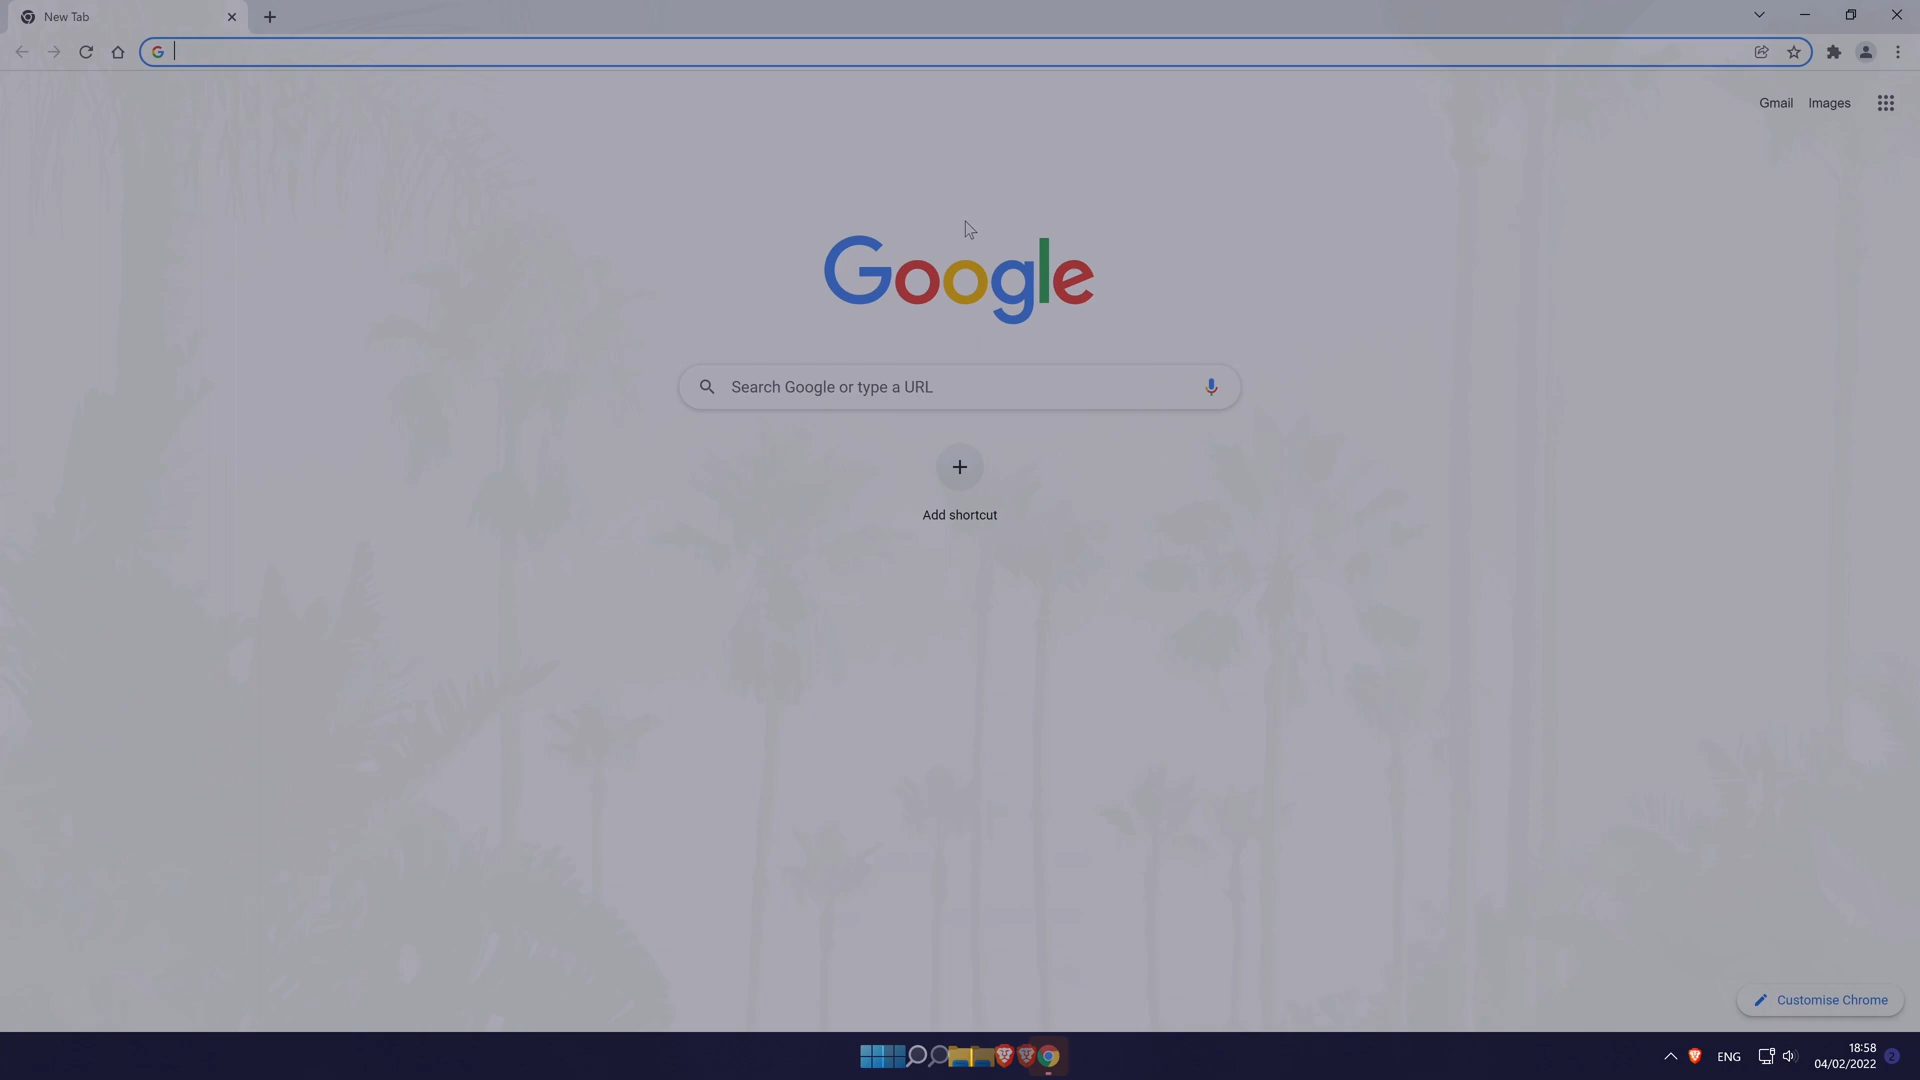 New Tab
Gmail Images
Google
Search Google or type a URL
Add shortcut
Customise Chrome
ENG
18:58
04/02/2022
2